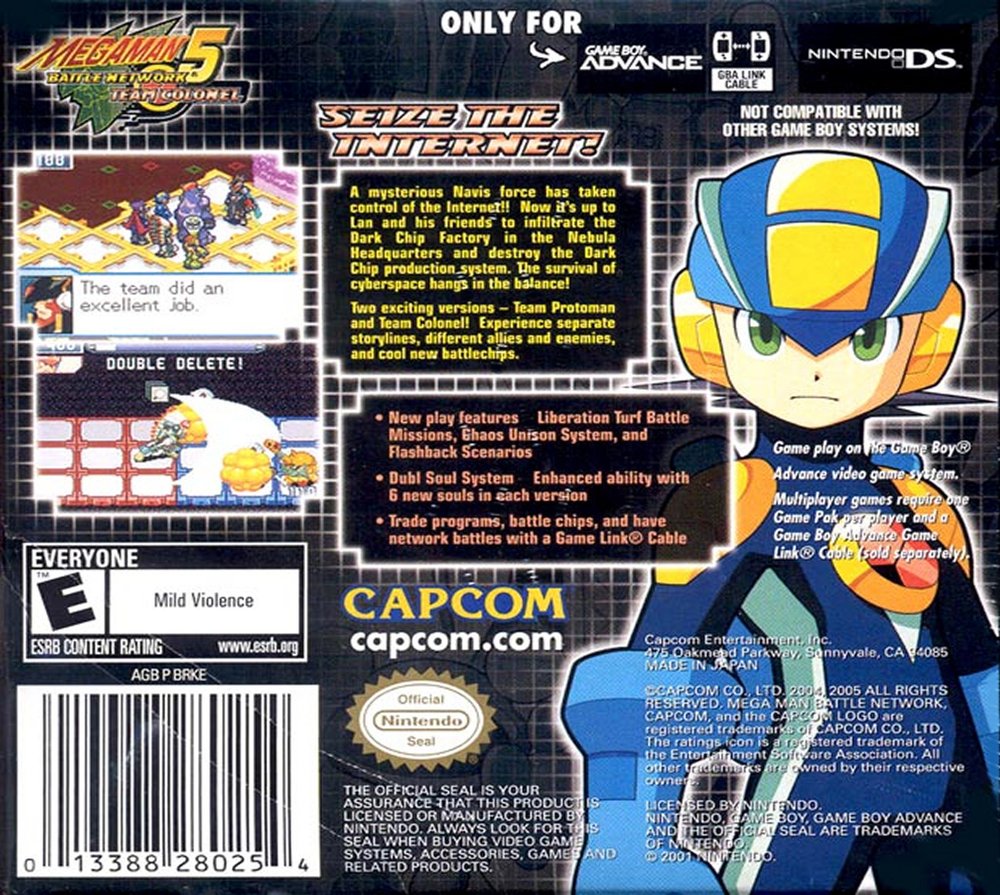 MEGAMAN 5
BATTLE NETWORK
TEAM COLONEL
ONLY FOR
GAME BOY
ADVANCE
GBA LINK
CABLE
NINTENDO DS
NOT COMPATIBLE WITH
OTHER GAME BOY SYSTEMS!
SEIZE THE
INTERNET!
A mysterious Navis force has taken
control of the Internet!! Now it's up to
Lan and his friends to infiltrate the
Dark Chip Factory in the Nebula
Headquarters and destroy the Dark
Chip production system. The survival of
cyberspace hangs in the balance!
Two exciting versions – Team Protoman
and Team Colonel! Experience separate
storylines, different allies and enemies,
and cool new battlechips.
The team did an
excellent job.
DOUBLE DELETE!
• New play features Liberation Turf Battle
Missions, Chaos Unison System, and
Flashback Scenarios
• Dubl Soul System Enhanced ability with
6 new souls in each version
• Trade programs, battle chips, and have
network battles with a Game Link® Cable
Game play on the Game Boy®
Advance video game system.
Multiplayer games require one
Game Pak per player and a
Game Boy Advance Game
Link® Cable (sold separately).
EVERYONE
E
TM
Mild Violence
ESRB CONTENT RATING www.esrb.org
AGB P BRKE
0 13388 28025 4
CAPCOM
capcom.com
Official
Nintendo
Seal
THE OFFICIAL SEAL IS YOUR
ASSURANCE THAT THIS PRODUCT IS
LICENSED OR MANUFACTURED BY
NINTENDO. ALWAYS LOOK FOR THIS
SEAL WHEN BUYING VIDEO GAME
SYSTEMS, ACCESSORIES, GAMES AND
RELATED PRODUCTS.
Capcom Entertainment, Inc.
475 Oakmead Parkway, Sunnyvale, CA 94085
MADE IN JAPAN
©CAPCOM CO., LTD. 2004, 2005 ALL RIGHTS
RESERVED. MEGA MAN BATTLE NETWORK,
CAPCOM, and the CAPCOM LOGO are
registered trademarks of CAPCOM CO., LTD.
The ratings icon is a registered trademark of
the Entertainment Software Association. All
other trademarks are owned by their respective
owners.
LICENSED BY NINTENDO.
NINTENDO, GAME BOY, GAME BOY ADVANCE
AND THE OFFICIAL SEAL ARE TRADEMARKS
OF NINTENDO.
© 2001 NINTENDO.